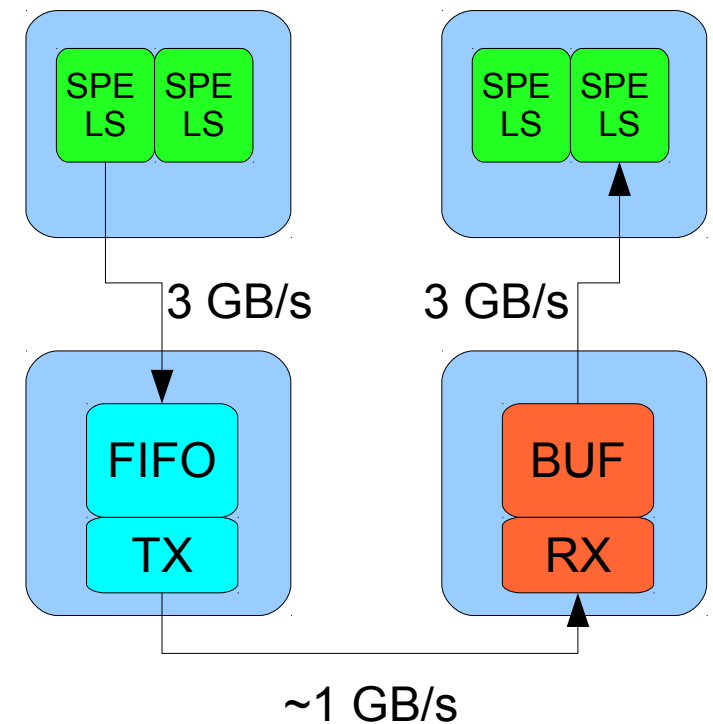 SPE SPE
LS LS
SPE SPE
LS LS
3 GB/s
3 GB/s
FIFO
TX
BUF
RX
~1 GB/s